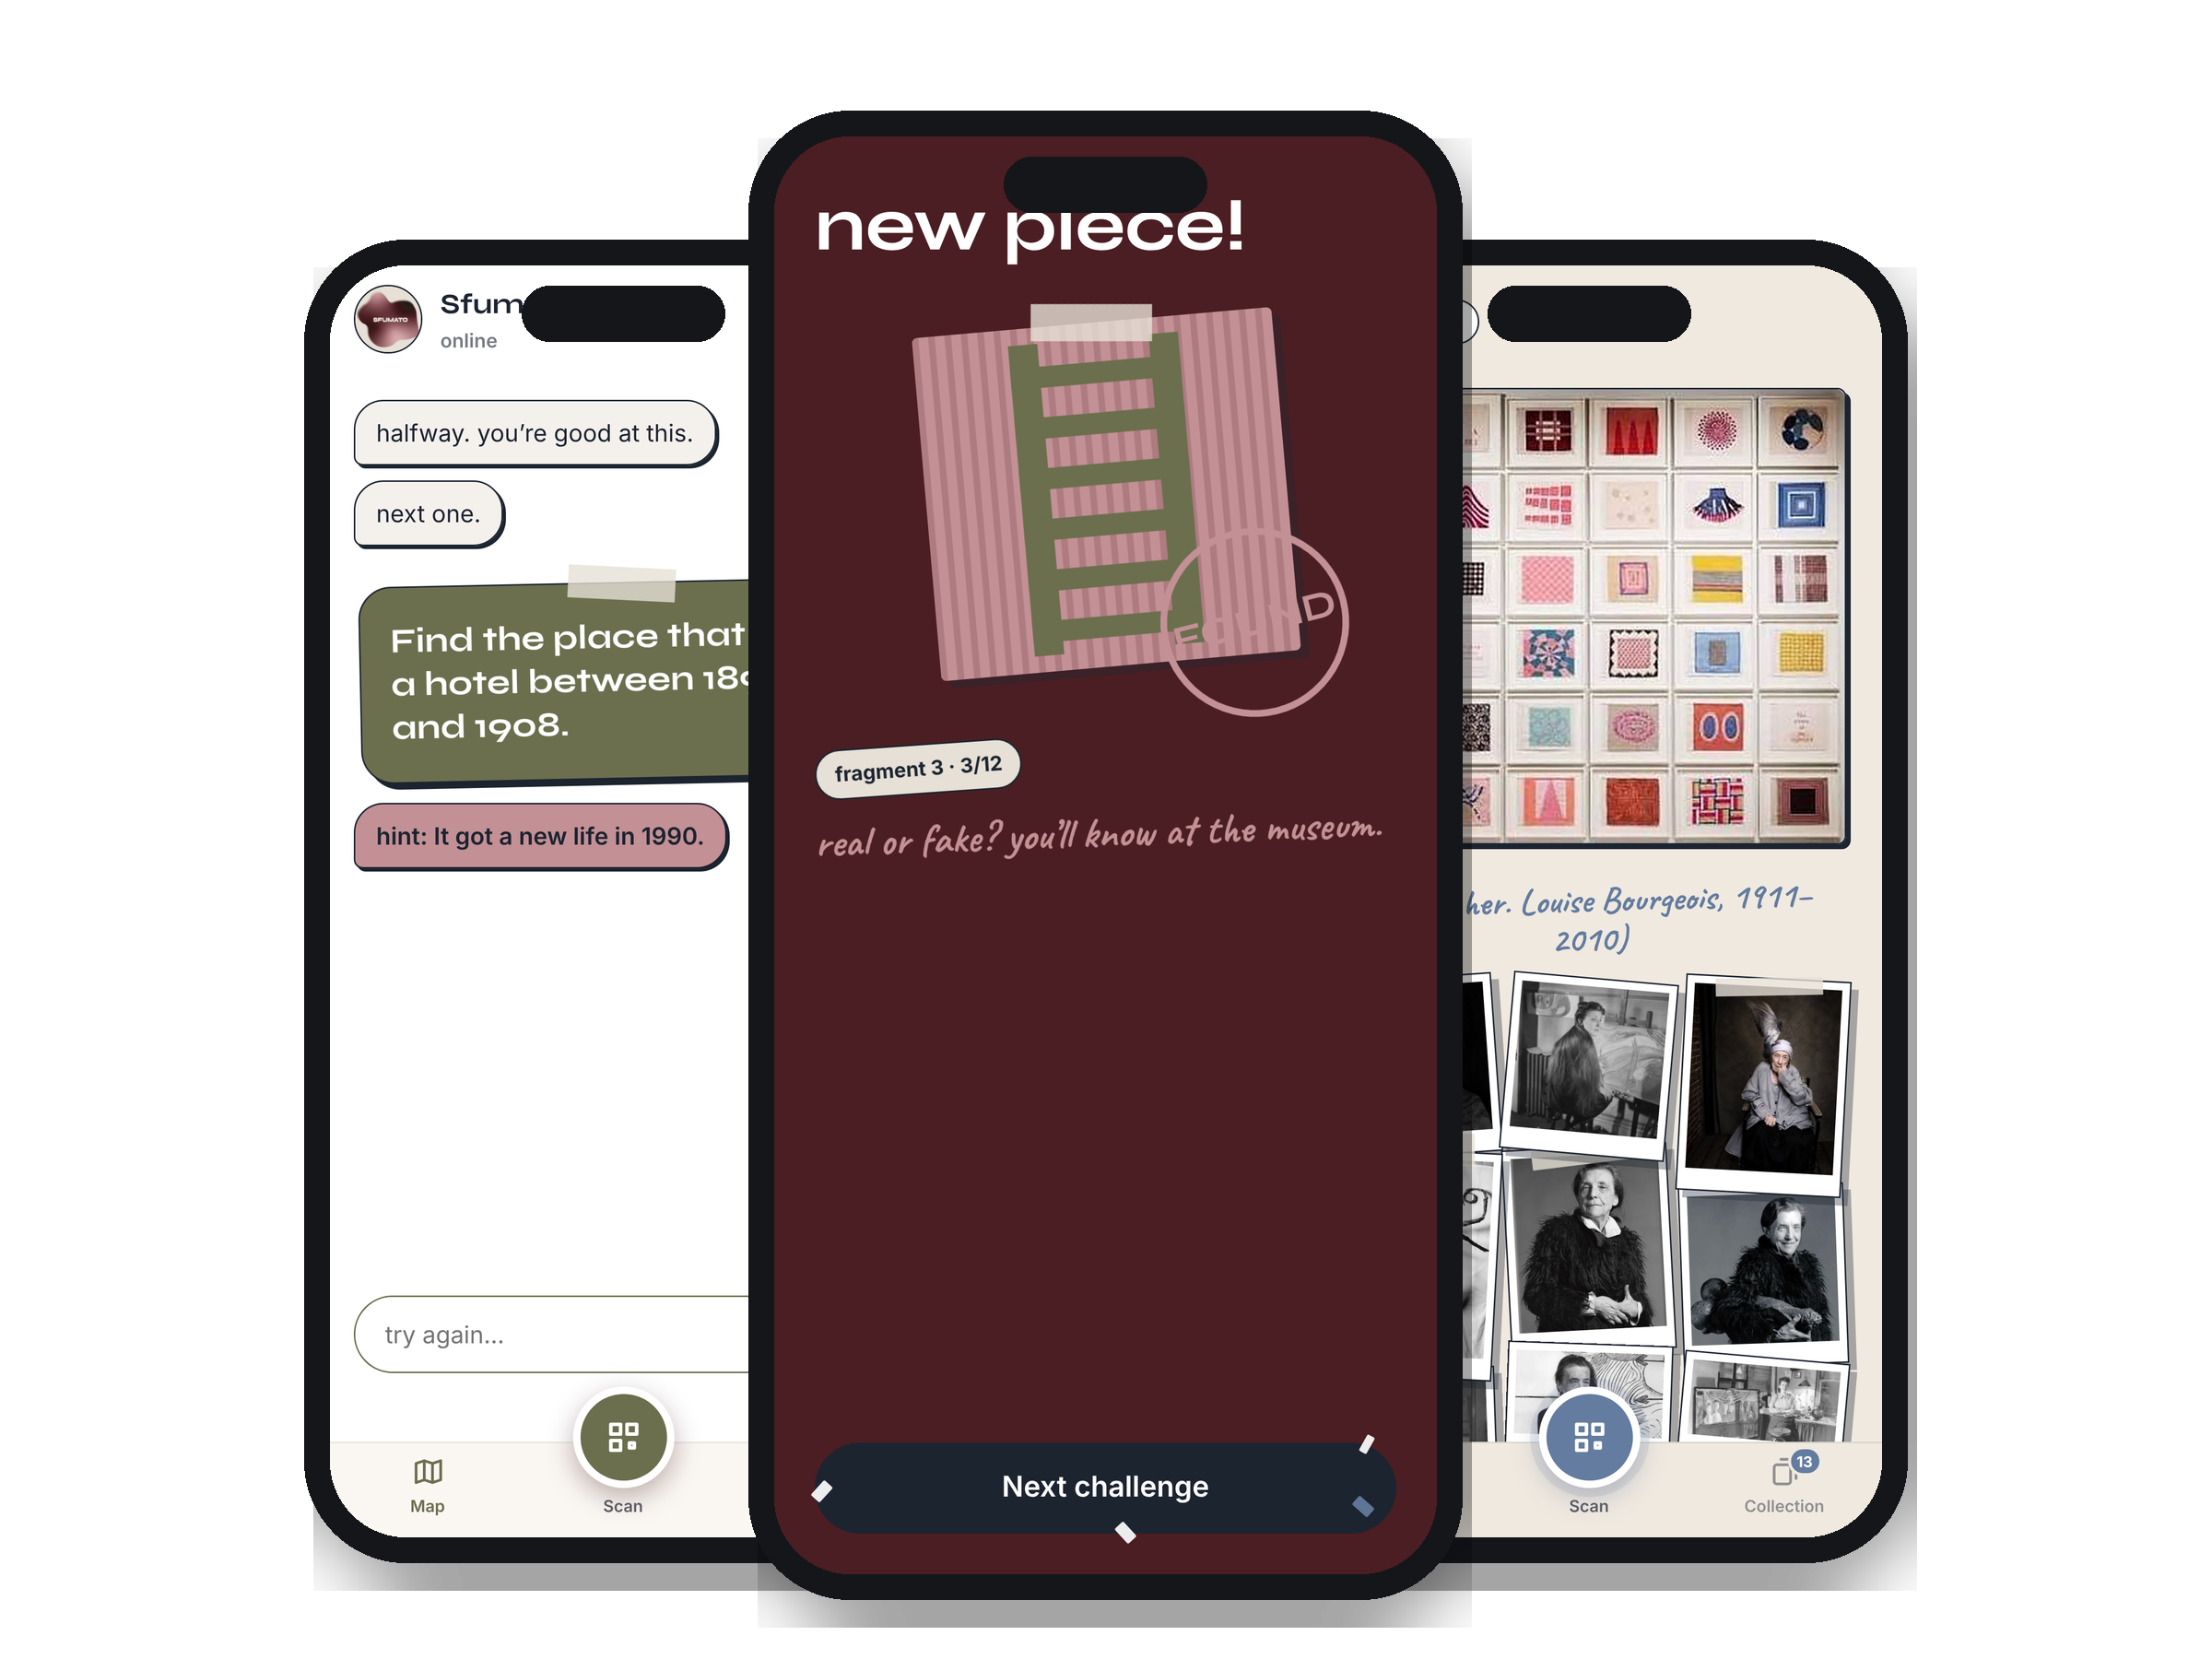 SFUMATO
Sfum
online
halfway. you're good at this.
next one.
Find the place that
a hotel between 18
and 1908.
hint: It got a new life in 1990.
try again...
Map
Scan
new piece!
FOUND
fragment 3 · 3/12
real or fake? you'll know at the museum.
Next challenge
her. Louise Bourgeois, 1911–
2010)
Scan
13
Collection